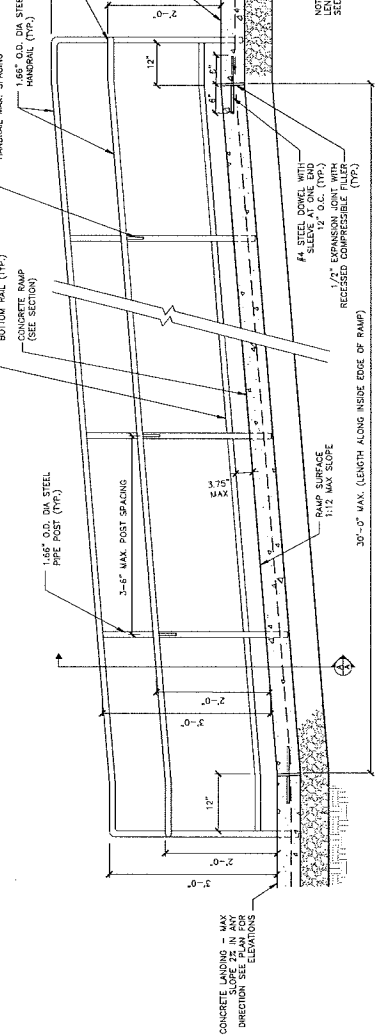 1.66" O.D. DIA STEEL
HANDRAIL (TYP.)
HANDRAIL MAX. SPACING
BOTTOM RAIL (TYP.)
CONCRETE RAMP
(SEE SECTION)
1.66" O.D. DIA STEEL
PIPE POST (TYP.)
3-6" MAX. POST SPACING
2'-0"
12"
6"
6"
3.75"
MAX
3'-0"
2'-0"
12"
3'-0"
2'-0"
CONCRETE LANDING - MAX
SLOPE 2% IN ANY
DIRECTION SEE PLAN FOR
ELEVATIONS
RAMP SURFACE
1:12 MAX SLOPE
#4 STEEL DOWEL WITH
SLEEVE AT ONE END
12" O.C. (TYP.)
1/2" EXPANSION JOINT WITH
RECESSED COMPRESSIBLE FILLER
(TYP.)
30'-0" MAX. (LENGTH ALONG INSIDE EDGE OF RAMP)
A
NOT
LEN
SEE